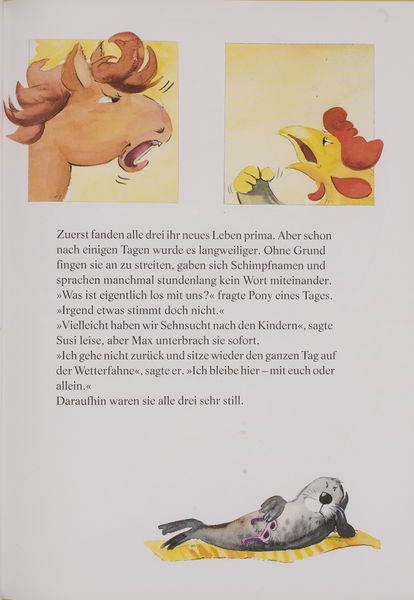 Zuerst fanden alle drei ihr neues Leben prima. Aber schon
nach einigen Tagen wurde es langweiliger. Ohne Grund
fingen sie an zu streiten, gaben sich Schimpfnamen und
sprachen manchmal stundenlang kein Wort miteinander.
»Was ist eigentlich los mit uns?« fragte Pony eines Tages.
»Irgend etwas stimmt doch nicht.«
»Vielleicht haben wir Sehnsucht nach den Kindern«, sagte
Susi leise, aber Max unterbrach sie sofort.
»Ich gehe nicht zurück und sitze wieder den ganzen Tag auf
der Wetterfahne«, sagte er. »Ich bleibe hier – mit euch oder
allein.«
Daraufhin waren sie alle drei sehr still.